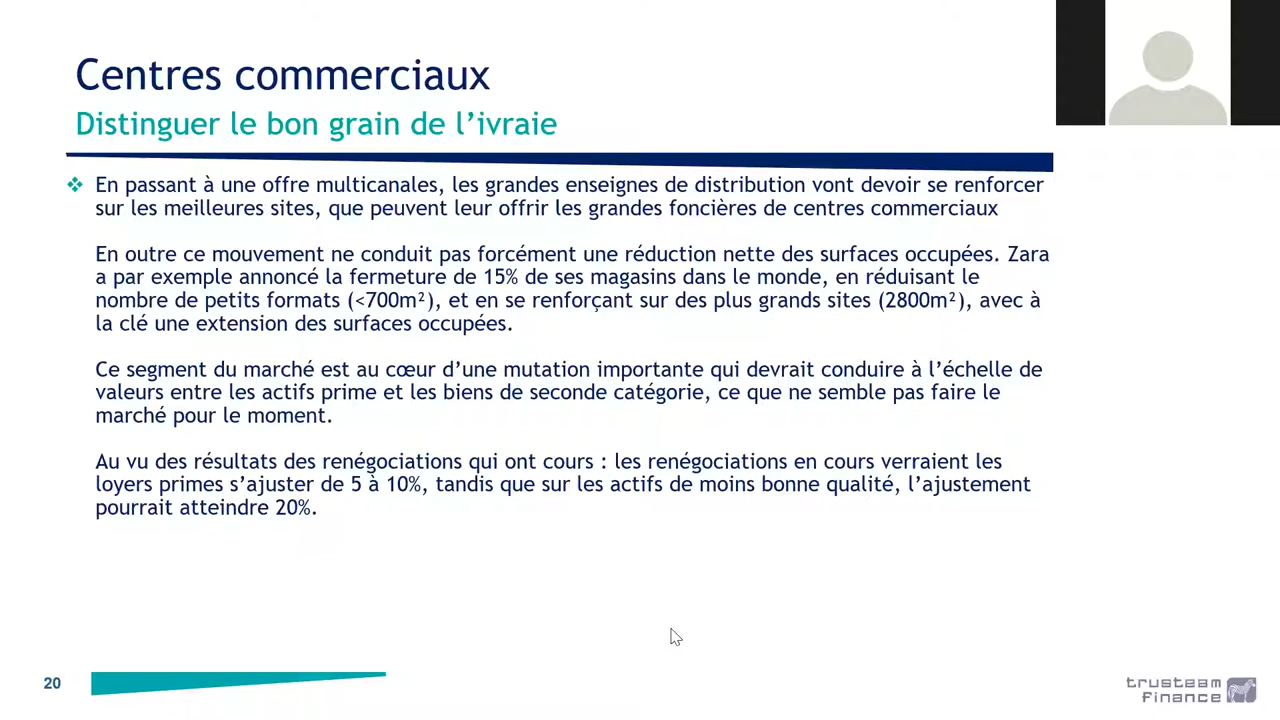 Centres commerciaux
Distinguer le bon grain de l’ivraie
❖ En passant à une offre multicanales, les grandes enseignes de distribution vont devoir se renforcer
sur les meilleures sites, que peuvent leur offrir les grandes foncières de centres commerciaux
En outre ce mouvement ne conduit pas forcément une réduction nette des surfaces occupées. Zara
a par exemple annoncé la fermeture de 15% de ses magasins dans le monde, en réduisant le
nombre de petits formats (<700m²), et en se renforçant sur des plus grands sites (2800m²), avec à
la clé une extension des surfaces occupées.
Ce segment du marché est au cœur d’une mutation importante qui devrait conduire à l’échelle de
valeurs entre les actifs prime et les biens de seconde catégorie, ce que ne semble pas faire le
marché pour le moment.
Au vu des résultats des renégociations qui ont cours : les renégociations en cours verraient les
loyers primes s’ajuster de 5 à 10%, tandis que sur les actifs de moins bonne qualité, l’ajustement
pourrait atteindre 20%.
20
trusteam
finance